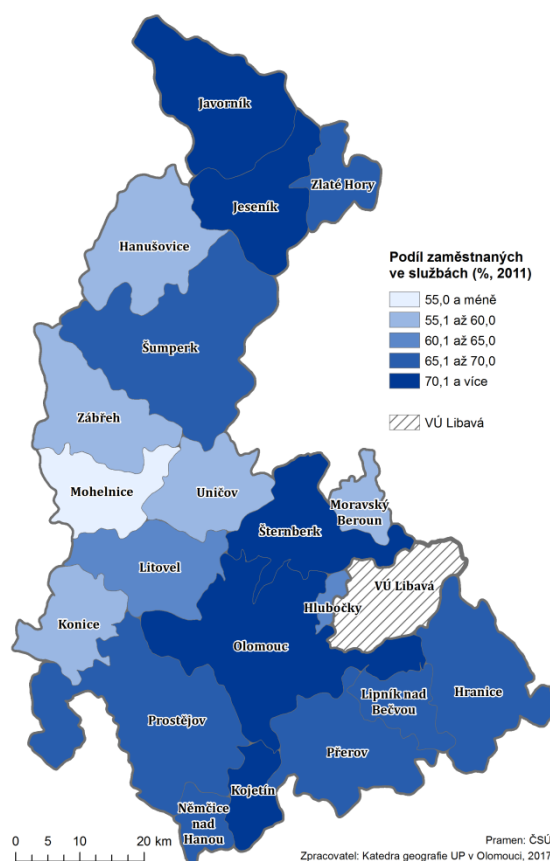 Javorník
Zlaté Hory
Jeseník
Hanušovice
Podíl zaměstnaných
ve službách (%, 2011)
55,0 a méně
55,1 až 60,0
60,1 až 65,0
65,1 až 70,0
70,1 a více
VÚ Libavá
Šumperk
Zábřeh
Mohelnice
Uničov
Moravský
Beroun
Šternberk
Litovel
VÚ Libavá
Hlubočky
Konice
Olomouc
Lipník nad
Bečvou
Hranice
Prostějov
Přerov
Kojetín
Němčice
nad
Hanou
0 5 10 20 km
Pramen: ČSÚ
Zpracovatel: Katedra geografie UP v Olomouci, 2017